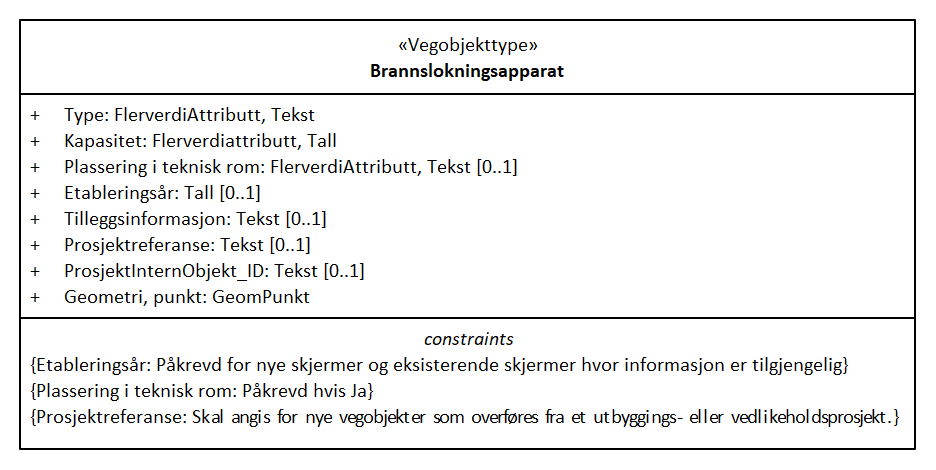 «Vegobjekttype»
Brannslokningsapparat
+ Type: FlerverdiAttributt, Tekst
+ Kapasitet: Flerverdiattributt, Tall
+ Plassering i teknisk rom: FlerverdiAttributt, Tekst [0..1]
+ Etableringsår: Tall [0..1]
+ Tilleggsinformasjon: Tekst [0..1]
+ Prosjektreferanse: Tekst [0..1]
+ ProsjektInternObjekt_ID: Tekst [0..1]
+ Geometri, punkt: GeomPunkt
constraints
{Etableringsår: Påkrevd for nye skjermer og eksisterende skjermer hvor informasjon er tilgjengelig}
{Plassering i teknisk rom: Påkrevd hvis Ja}
{Prosjektreferanse: Skal angis for nye vegobjekter som overføres fra et utbyggings- eller vedlikeholdsprosjekt.}